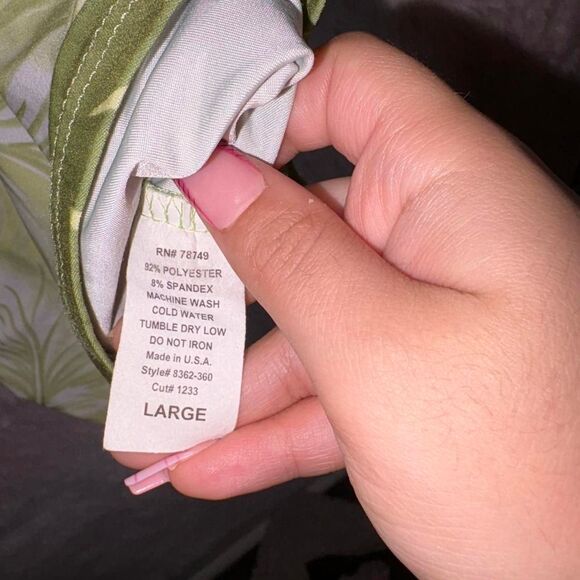 RN# 78749
92% POLYESTER
8% SPANDEX
MACHINE WASH
COLD WATER
TUMBLE DRY LOW
DO NOT IRON
Made in U.S.A.
Style# 8362-360
Cut# 1233
LARGE